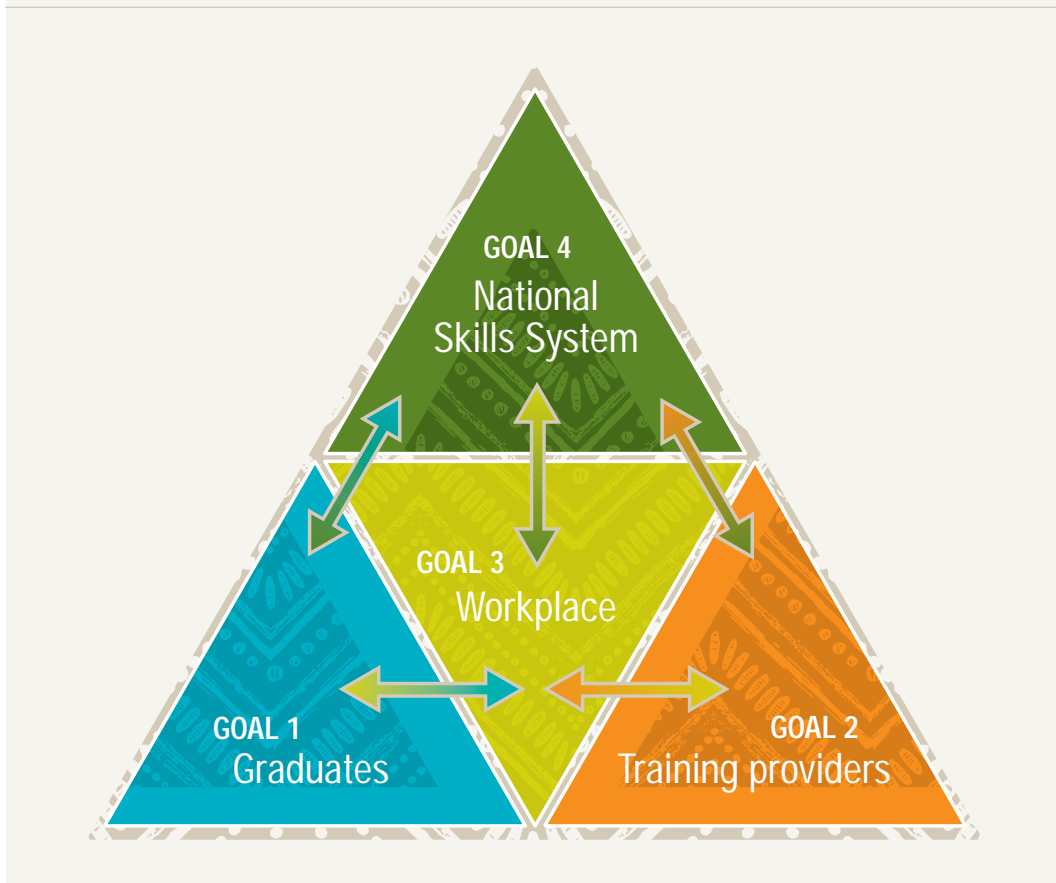 GOAL 4
National
Skills System
GOAL 3
Workplace
GOAL 1
Graduates
GOAL 2
Training providers